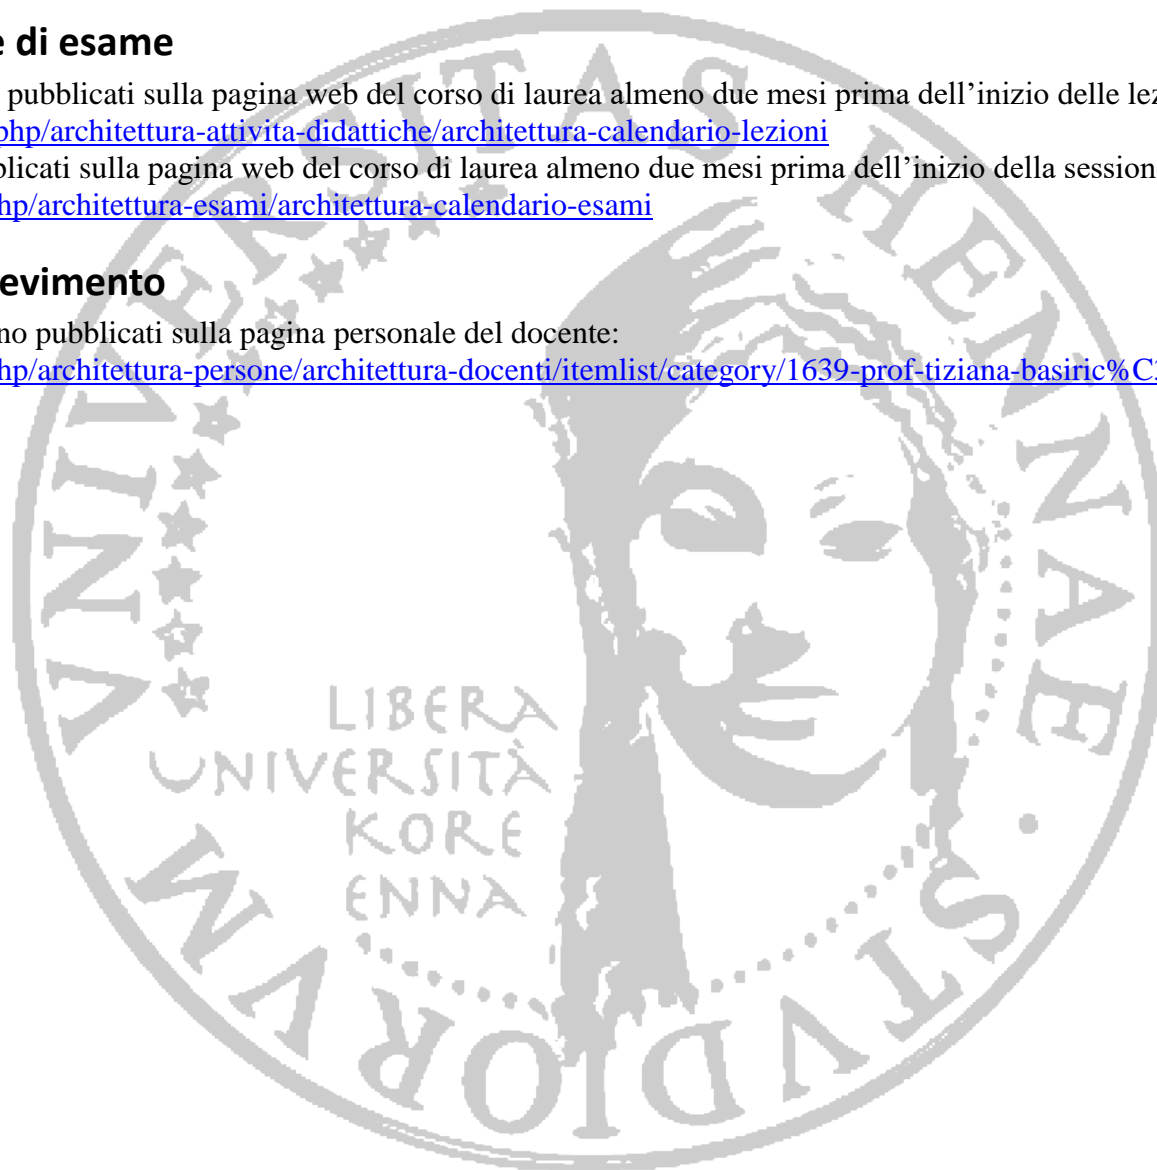 e di esame
pubblicati sulla pagina web del corso di laurea almeno due mesi prima dell’inizio delle lez
php/architettura-attivita-didattiche/architettura-calendario-lezioni
blicati sulla pagina web del corso di laurea almeno due mesi prima dell’inizio della session
hp/architettura-esami/architettura-calendario-esami
evimento
no pubblicati sulla pagina personale del docente:
hp/architettura-persone/architettura-docenti/itemlist/category/1639-prof-tiziana-basiric%C3
VNIVERSITAS HENNAE · STVDIORVM
LIBERA
UNIVERSITÀ
KORE
ENNA